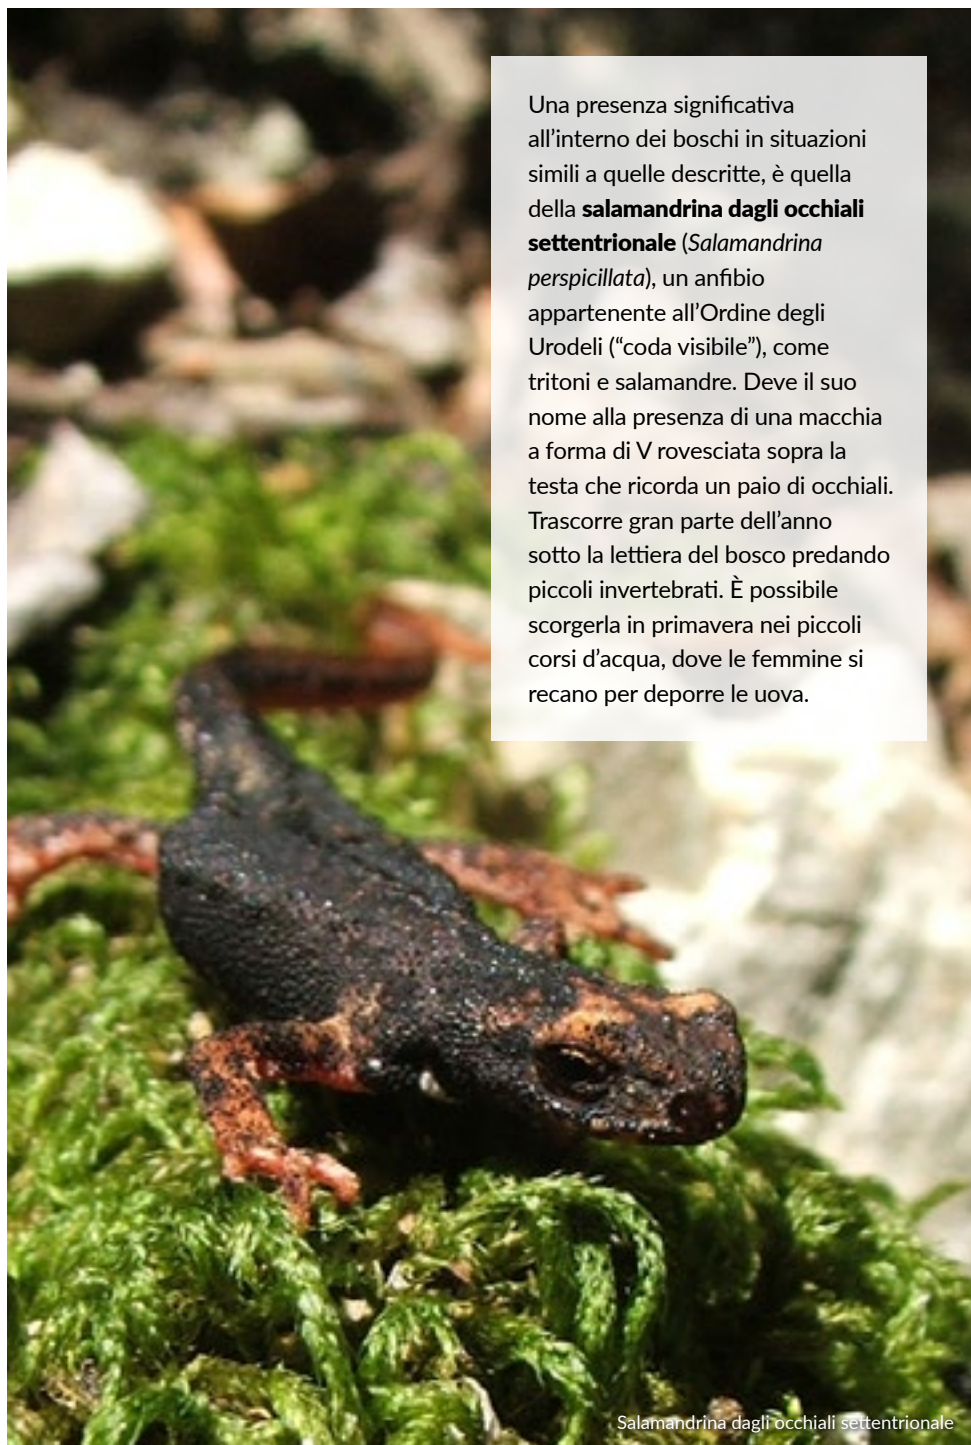 Una presenza significativa
all’interno dei boschi in situazioni
simili a quelle descritte, è quella
della salamandrina dagli occhiali
settentrionale (Salamandrina
perspicillata), un anfibio
appartenente all’Ordine degli
Urodeli (“coda visibile”), come
tritoni e salamandre. Deve il suo
nome alla presenza di una macchia
a forma di V rovesciata sopra la
testa che ricorda un paio di occhiali.
Trascorre gran parte dell’anno
sotto la lettiera del bosco predando
piccoli invertebrati. È possibile
scorgerla in primavera nei piccoli
corsi d’acqua, dove le femmine si
recano per deporre le uova.
Salamandrina dagli occhiali settentrionale